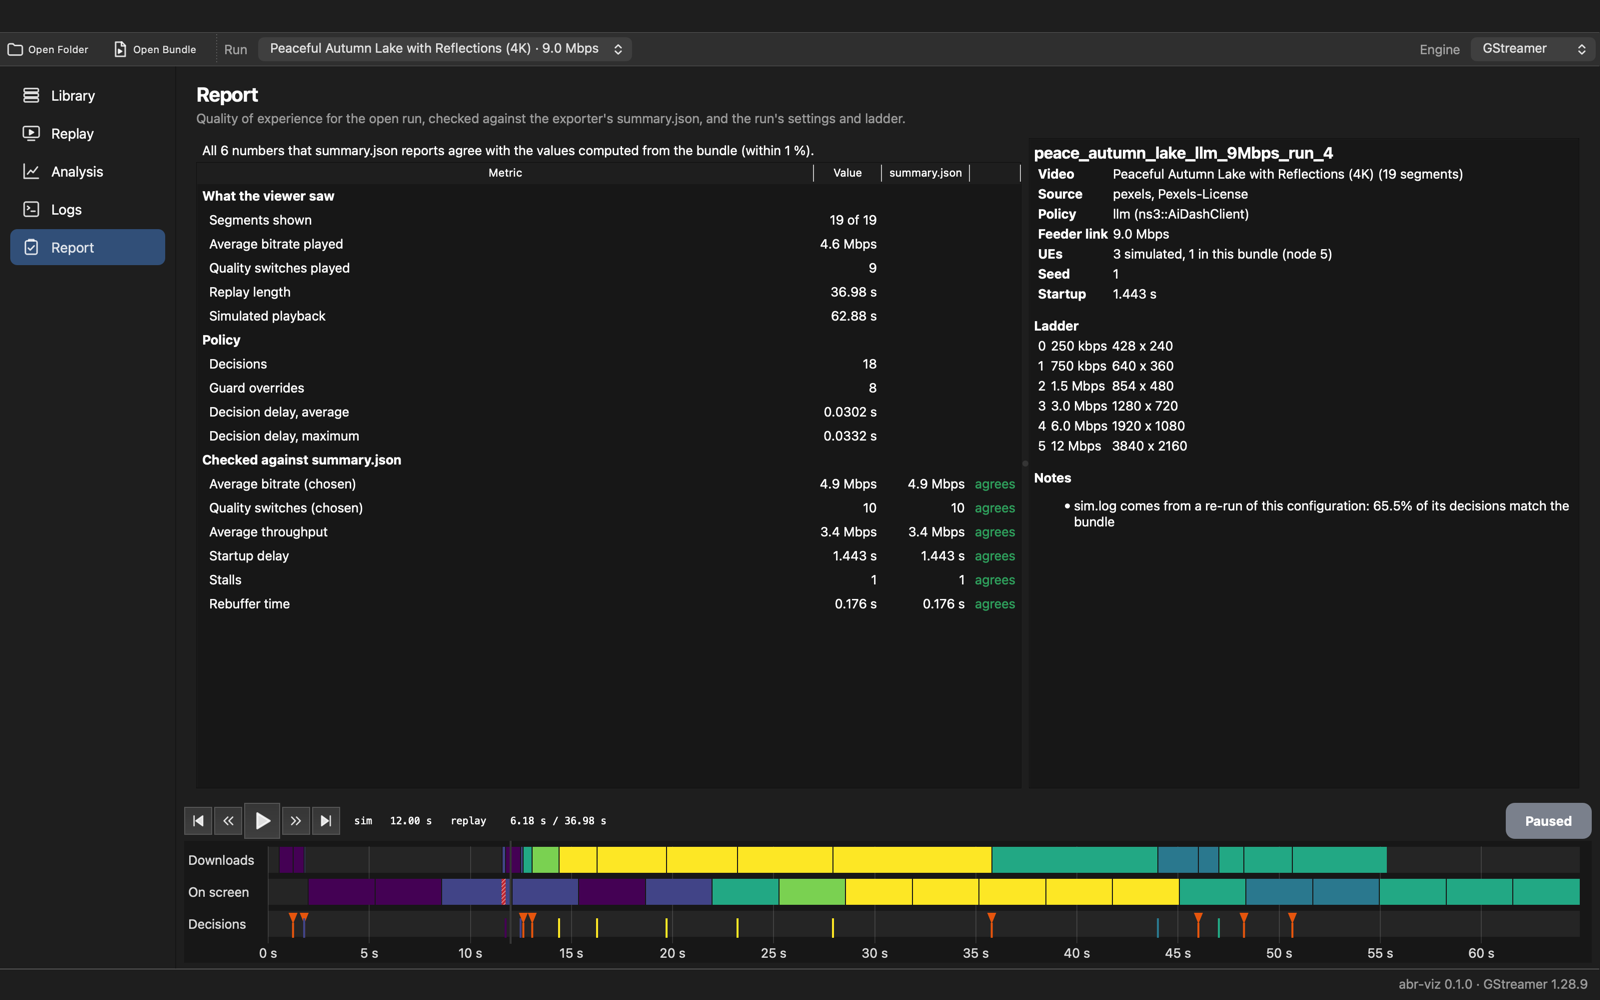 Open Folder
Open Bundle
Run
Peaceful Autumn Lake with Reflections (4K) · 9.0 Mbps
Engine
GStreamer
Library
Replay
Analysis
Logs
Report
Report
Quality of experience for the open run, checked against the exporter's summary.json, and the run's settings and ladder.
All 6 numbers that summary.json reports agree with the values computed from the bundle (within 1 %).
Metric Value summary.json
What the viewer saw
Segments shown 19 of 19
Average bitrate played 4.6 Mbps
Quality switches played 9
Replay length 36.98 s
Simulated playback 62.88 s
Policy
Decisions 18
Guard overrides 8
Decision delay, average 0.0302 s
Decision delay, maximum 0.0332 s
Checked against summary.json
Average bitrate (chosen) 4.9 Mbps 4.9 Mbps agrees
Quality switches (chosen) 10 10 agrees
Average throughput 3.4 Mbps 3.4 Mbps agrees
Startup delay 1.443 s 1.443 s agrees
Stalls 1 1 agrees
Rebuffer time 0.176 s 0.176 s agrees
peace_autumn_lake_llm_9Mbps_run_4
Video Peaceful Autumn Lake with Reflections (4K) (19 segments)
Source pexels, Pexels-License
Policy llm (ns3::AiDashClient)
Feeder link 9.0 Mbps
UEs 3 simulated, 1 in this bundle (node 5)
Seed 1
Startup 1.443 s
Ladder
0 250 kbps 428 x 240
1 750 kbps 640 x 360
2 1.5 Mbps 854 x 480
3 3.0 Mbps 1280 x 720
4 6.0 Mbps 1920 x 1080
5 12 Mbps 3840 x 2160
Notes
• sim.log comes from a re-run of this configuration: 65.5% of its decisions match the
bundle
sim 12.00 s replay 6.18 s / 36.98 s
Paused
Downloads
On screen
Decisions
0 s 5 s 10 s 15 s 20 s 25 s 30 s 35 s 40 s 45 s 50 s 55 s 60 s
abr-viz 0.1.0 · GStreamer 1.28.9